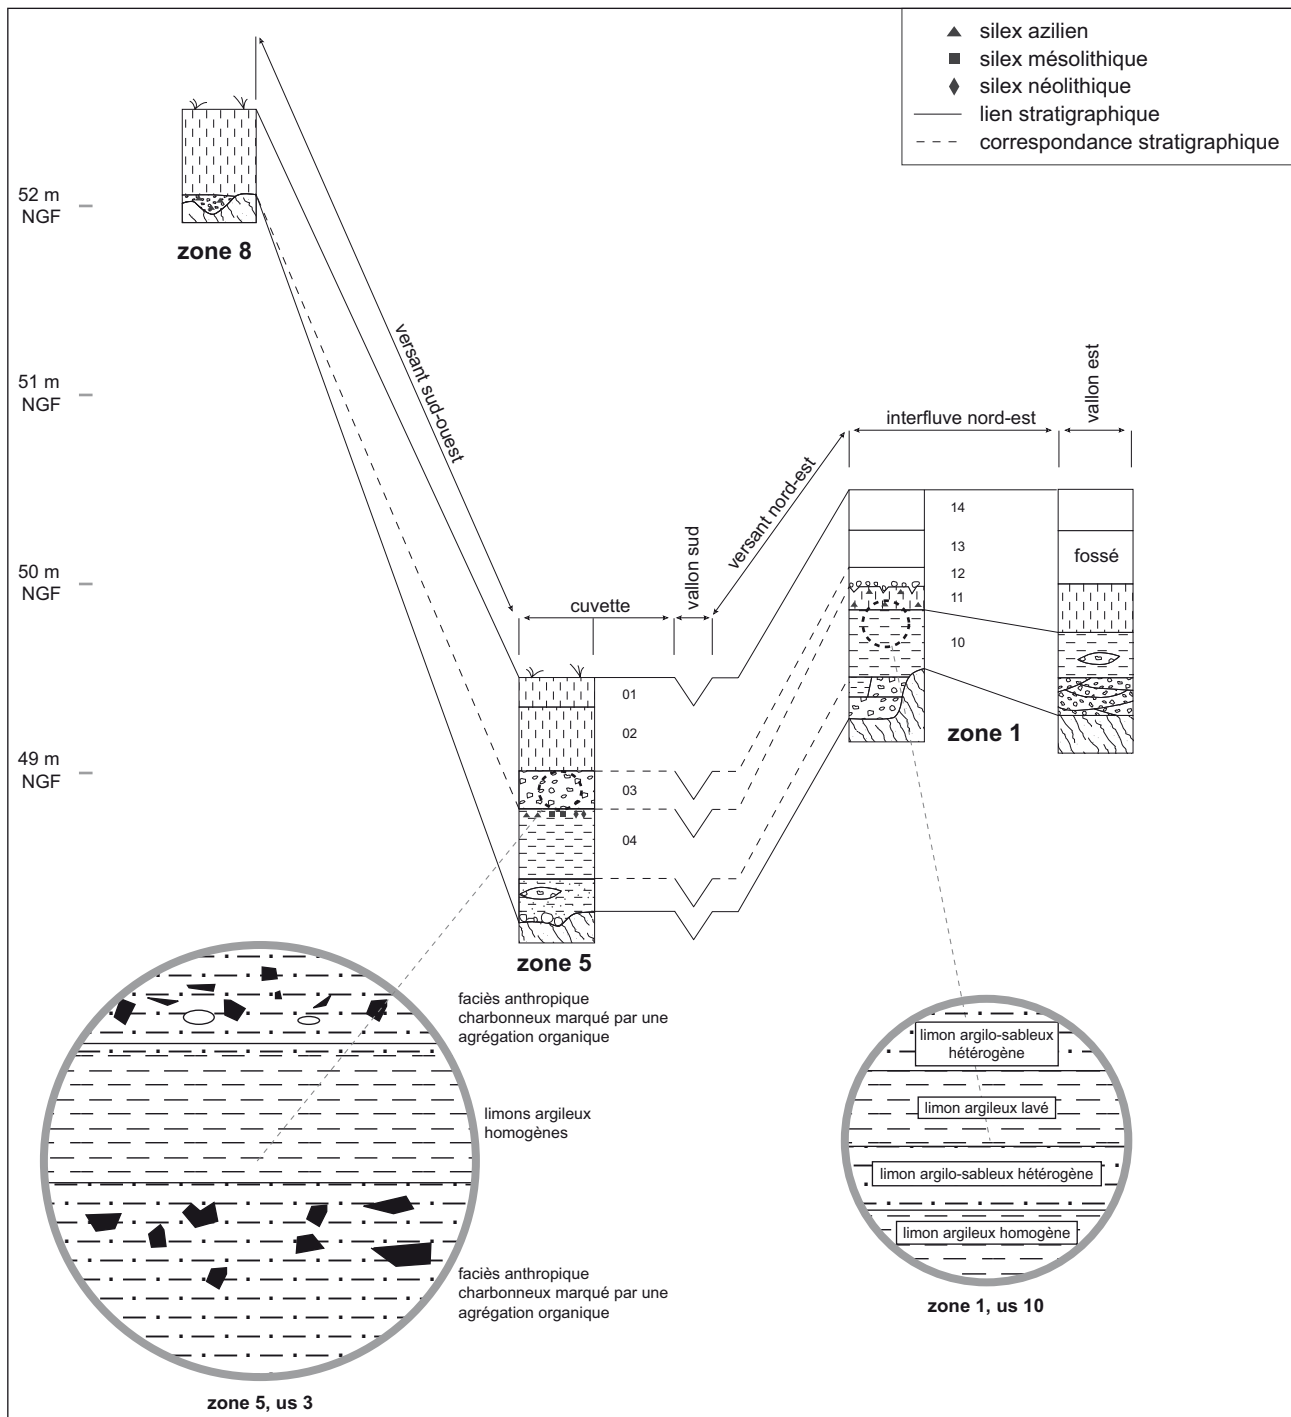 silex azilien
silex mésolithique
silex néolithique
lien stratigraphique
correspondance stratigraphique
52 m
NGF
zone 8
51 m
NGF
versant sud-ouest
50 m
NGF
49 m
NGF
cuvette
vallon sud
versant nord-est
interfluve nord-est
vallon est
01
02
03
04
zone 5
14
13
12
11
10
zone 1
fossé
faciès anthropique
charbonneux marqué par une
agrégation organique
limons argileux
homogènes
faciès anthropique
charbonneux marqué par une
agrégation organique
zone 5, us 3
limon argilo-sableux
hétérogène
limon argileux lavé
limon argilo-sableux hétérogène
limon argileux homogène
zone 1, us 10